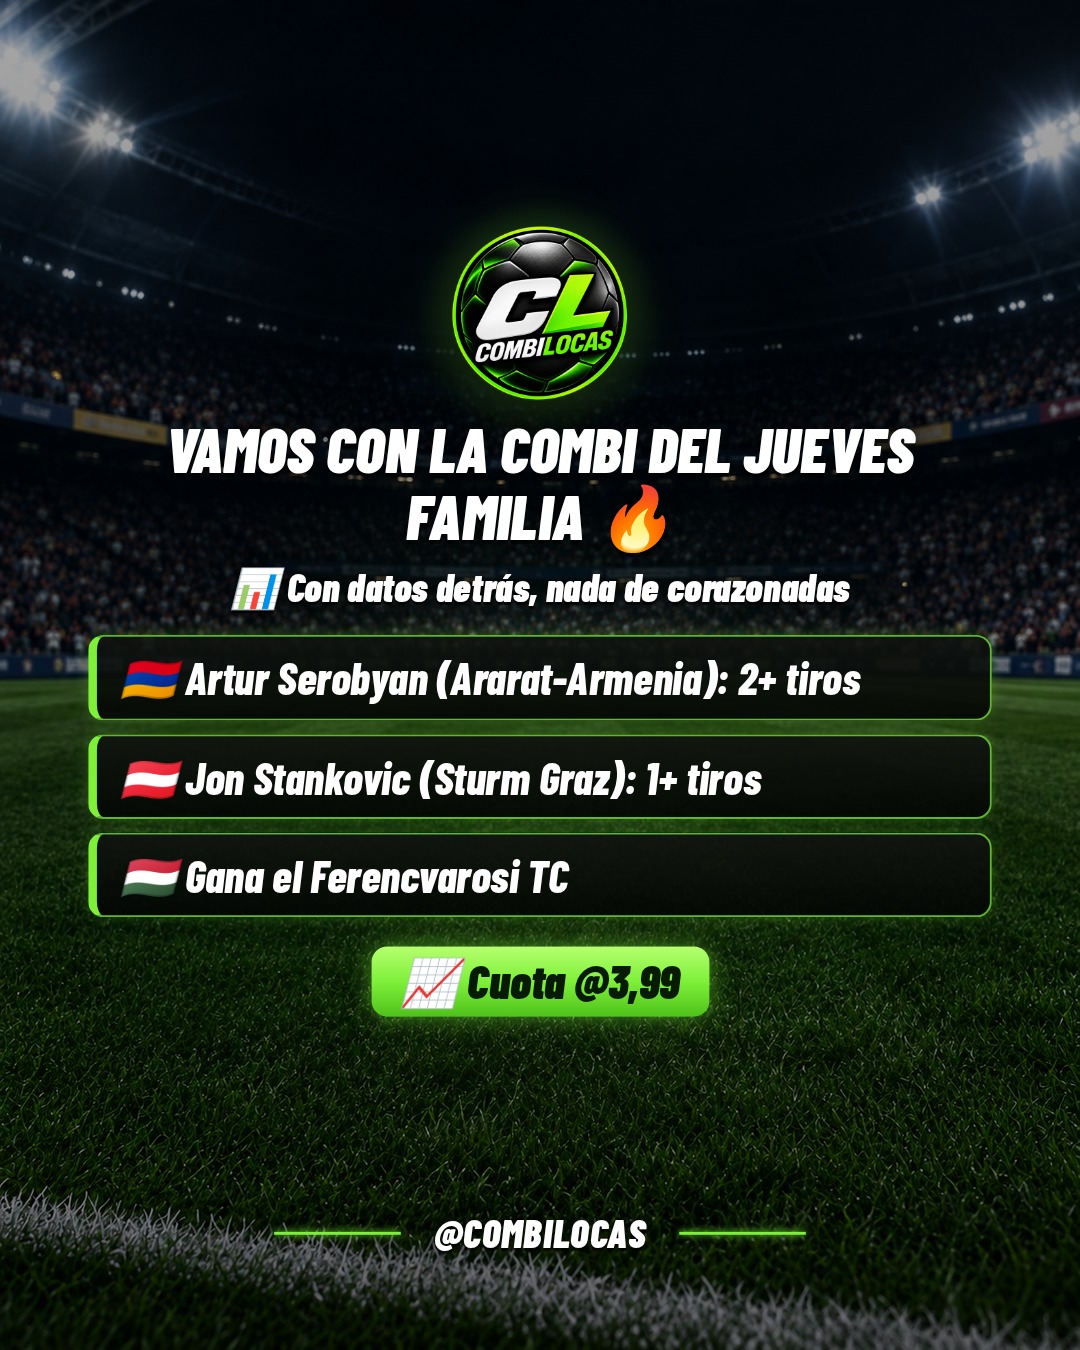 CL
COMBILOCAS
VAMOS CON LA COMBI DEL JUEVES
FAMILIA 🔥
📊 Con datos detrás, nada de corazonadas
🇦🇲 Artur Serobyan (Ararat-Armenia): 2+ tiros
🇦🇹 Jon Stankovic (Sturm Graz): 1+ tiros
🇭🇺 Gana el Ferencvarosi TC
📈 Cuota @3,99
@COMBILOCAS